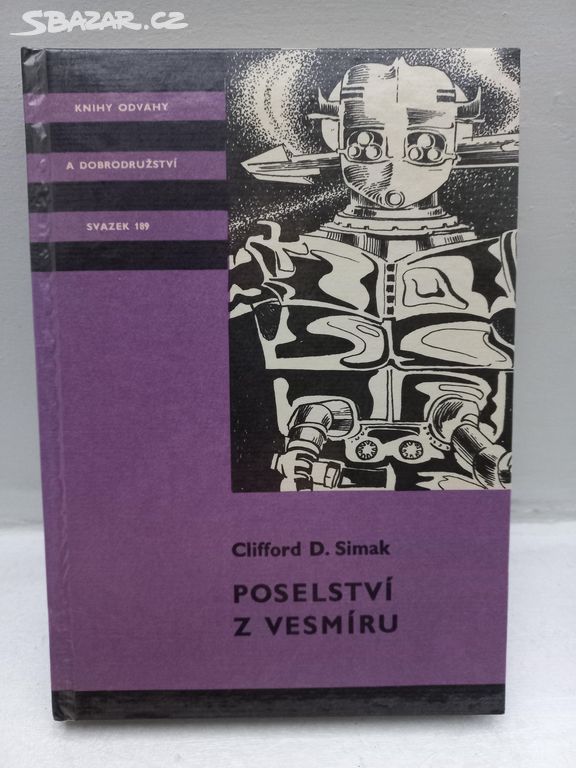 SBAZAR.CZ
KNIHY ODVAHY
A DOBRODRUŽSTVÍ
SVAZEK 189
Clifford D. Simak
POSELSTVÍ
Z VESMÍRU